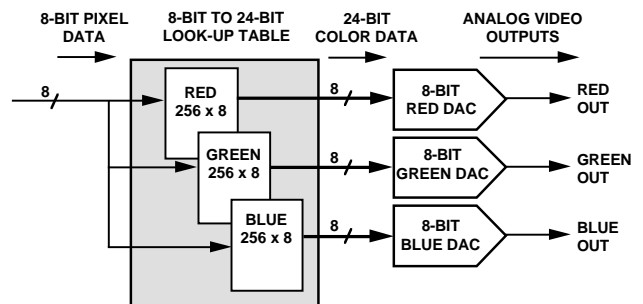 8-BIT PIXEL
DATA
8-BIT TO 24-BIT
LOOK-UP TABLE
24-BIT
COLOR DATA
ANALOG VIDEO
OUTPUTS
8
RED
256 x 8
8
8-BIT
RED DAC
RED
OUT
GREEN
256 x 8
8
8-BIT
GREEN DAC
GREEN
OUT
BLUE
256 x 8
8
8-BIT
BLUE DAC
BLUE
OUT